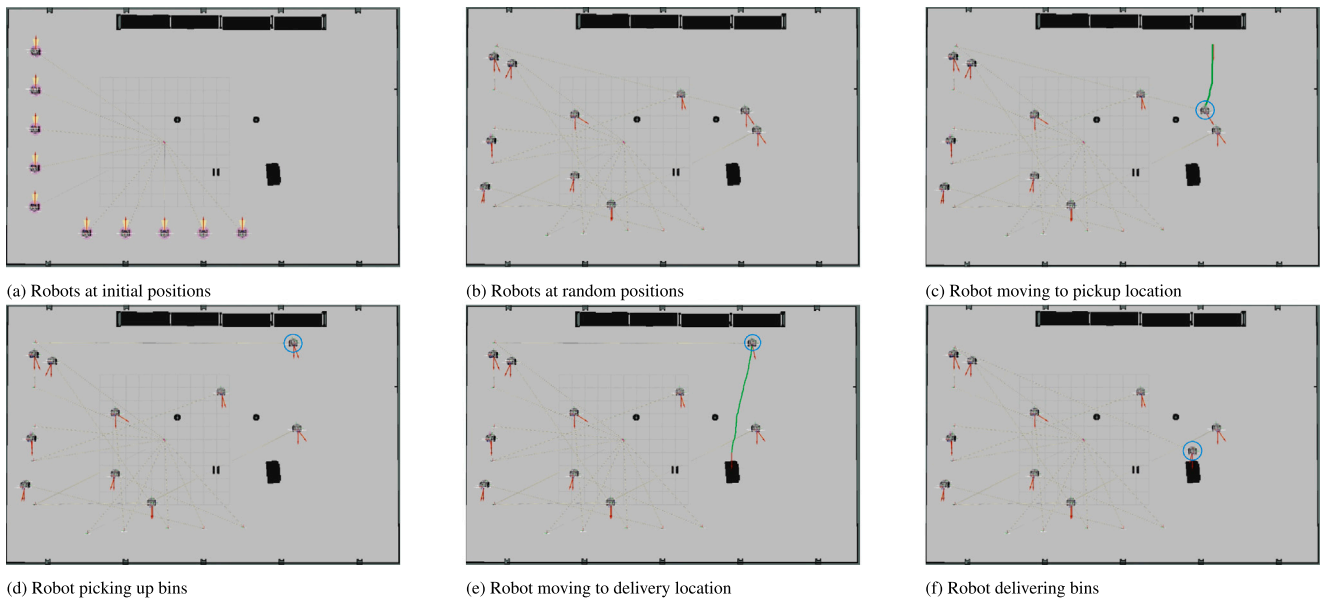 (a) Robots at initial positions
(b) Robots at random positions
(c) Robot moving to pickup location
(d) Robot picking up bins
(e) Robot moving to delivery location
(f) Robot delivering bins